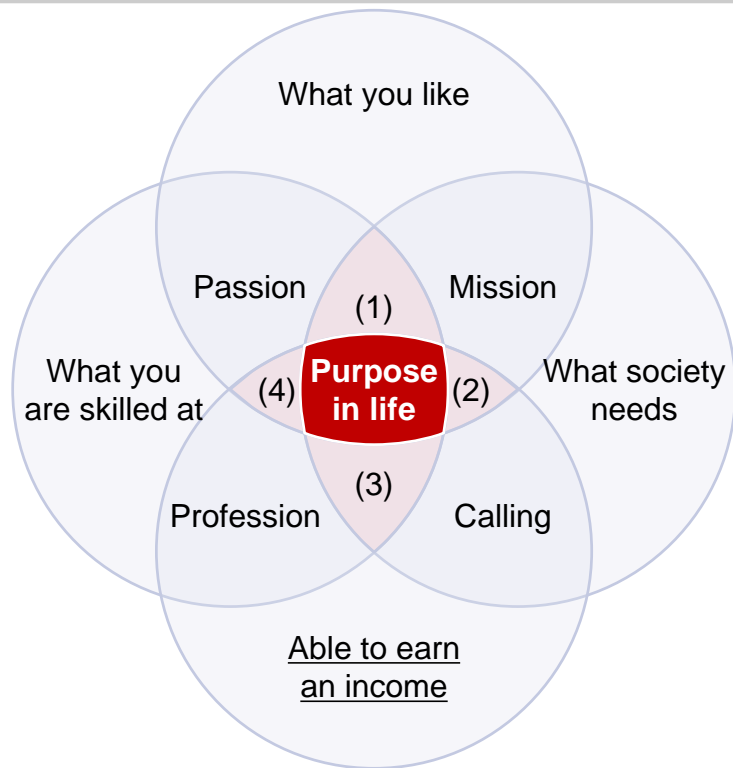 What you like
Passion
Mission
(1)
What you
are skilled at
(4)
Purpose
in life
(2)
What society
needs
(3)
Profession
Calling
Able to earn
an income